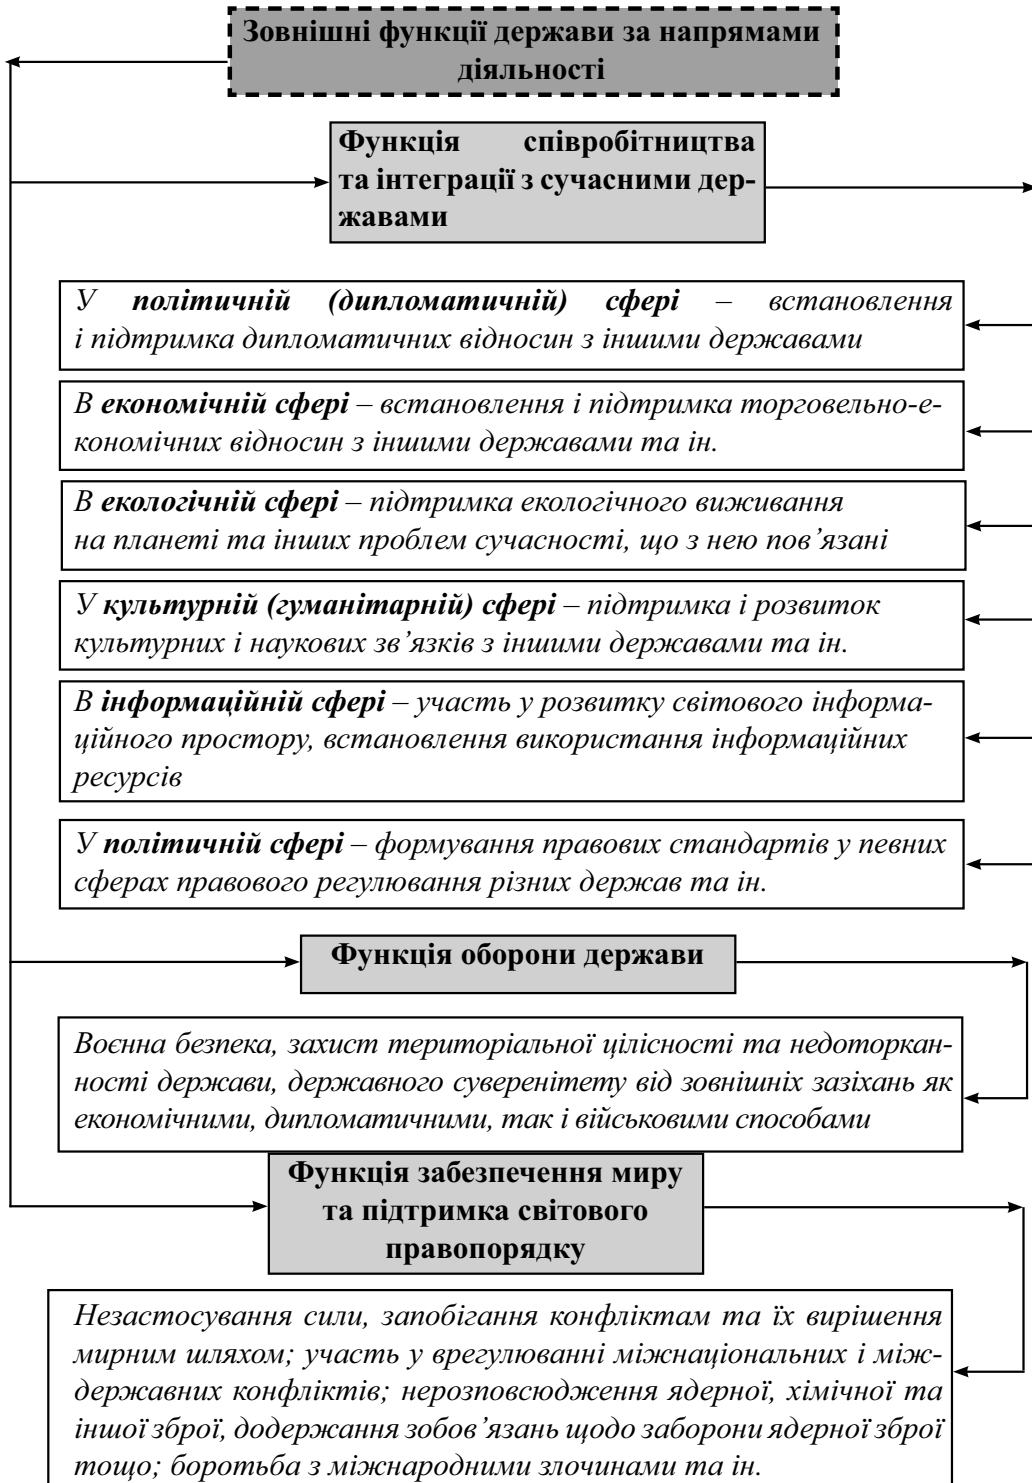 Зовнішні функції держави за напрямами
діяльності
Функція співробітництва
та інтеграції з сучасними дер-
жавами
У політичній (дипломатичній) сфері – встановлення
і підтримка дипломатичних відносин з іншими державами
В економічній сфері – встановлення і підтримка торговельно-е-
кономічних відносин з іншими державами та ін.
В екологічній сфері – підтримка екологічного виживання
на планеті та інших проблем сучасності, що з нею пов’язані
У культурній (гуманітарній) сфері – підтримка і розвиток
культурних і наукових зв’язків з іншими державами та ін.
В інформаційній сфері – участь у розвитку світового інформа-
ційного простору, встановлення використання інформаційних
ресурсів
У політичній сфері – формування правових стандартів у певних
сферах правового регулювання різних держав та ін.
Функція оборони держави
Воєнна безпека, захист територіальної цілісності та недоторкан-
ності держави, державного суверенітету від зовнішніх зазіхань як
економічними, дипломатичними, так і військовими способами
Функція забезпечення миру
та підтримка світового
правопорядку
Незастосування сили, запобігання конфліктам та їх вирішення
мирним шляхом; участь у врегулюванні міжнаціональних і між-
державних конфліктів; нерозповсюдження ядерної, хімічної та
іншої зброї, додержання зобов’язань щодо заборони ядерної зброї
тощо; боротьба з міжнародними злочинами та ін.